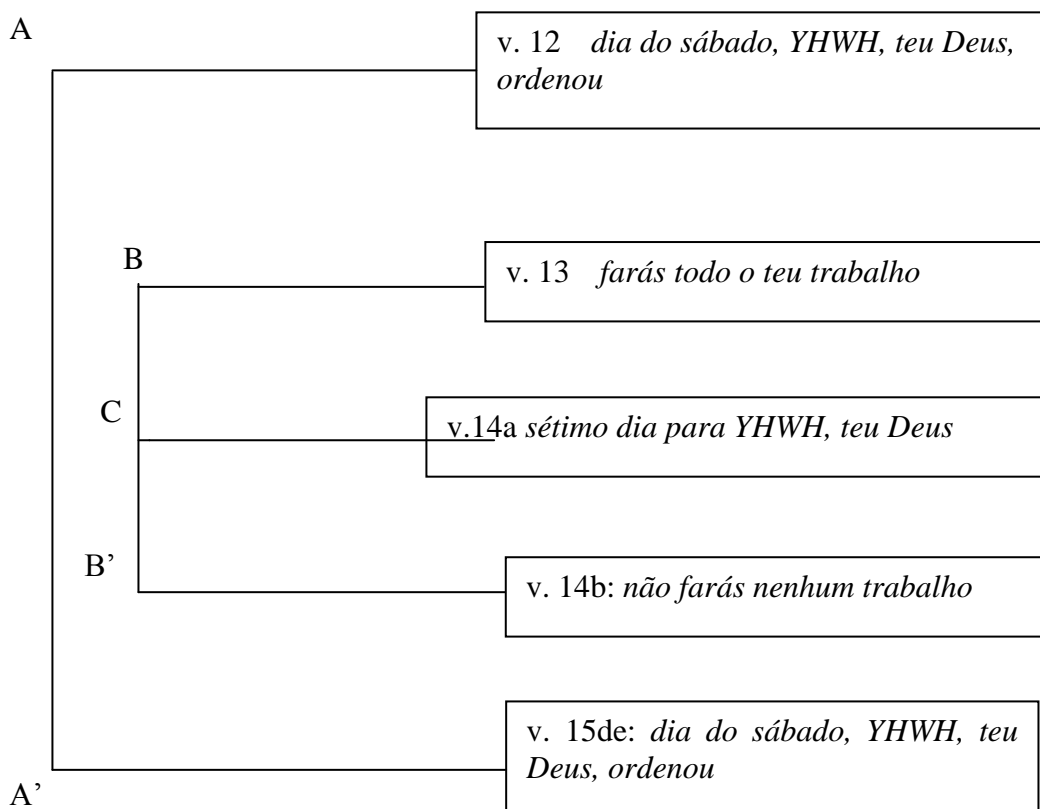 A
v. 12 dia do sábado, YHWH, teu Deus,
ordenou
B
v. 13 farás todo o teu trabalho
C
v.14a sétimo dia para YHWH, teu Deus
B’
v. 14b: não farás nenhum trabalho
v. 15de: dia do sábado, YHWH, teu
Deus, ordenou
A’